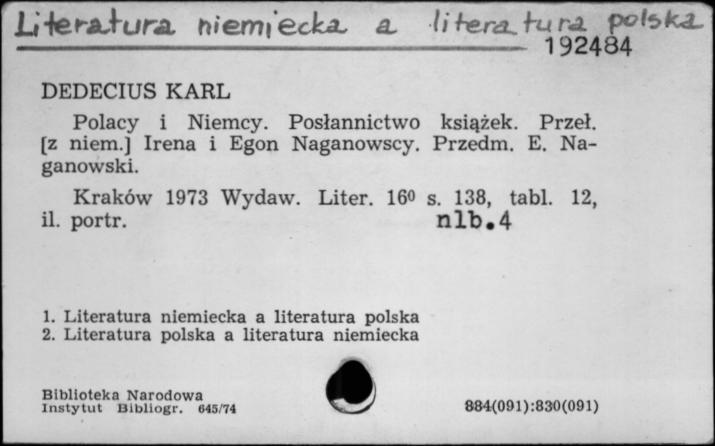 Literatura niemiecka a literatura polska
192484
DEDECIUS KARL
Polacy i Niemcy. Posłannictwo książek. Przeł.
[z niem.] Irena i Egon Naganowscy. Przedm. E. Na-
ganowski.
Kraków 1973 Wydaw. Liter. 16⁰ s. 138, tabl. 12,
il. portr. nlb.4
1. Literatura niemiecka a literatura polska
2. Literatura polska a literatura niemiecka
Biblioteka Narodowa
Instytut Bibliogr. 645/74
884(091):830(091)